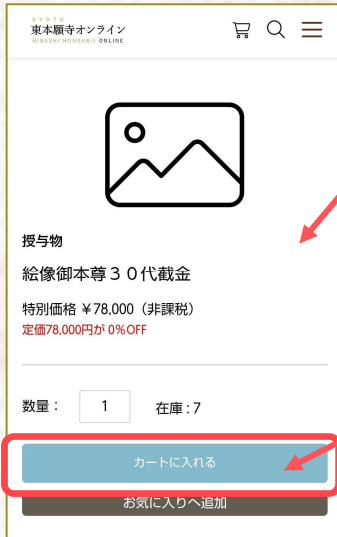 KYOTO
東本願寺オンライン
HIGASHI HONGANJI ONLINE
授与物
絵像御本尊３０代截金
特別価格 ￥78,000（非課税）
定価78,000円が 0%OFF
数量： 1 在庫 : 7
カートに入れる
お気に入りへ追加